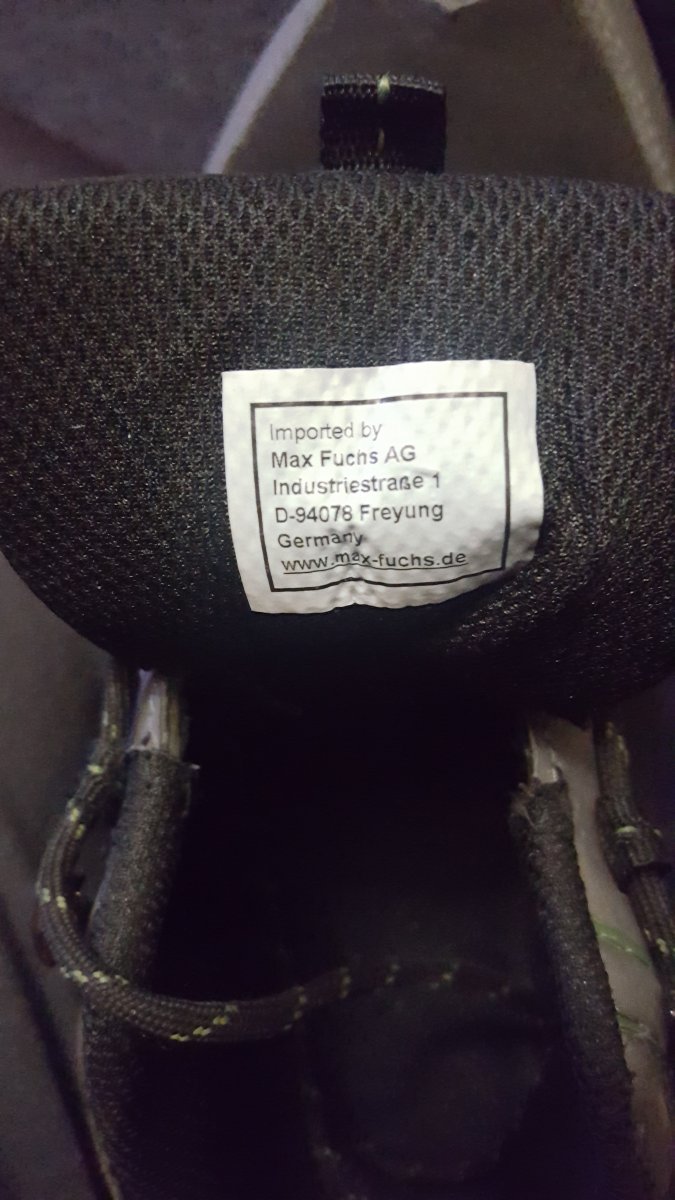 Imported by
Max Fuchs AG
Industriestraße 1
D-94078 Freyung
Germany
www.max-fuchs.de